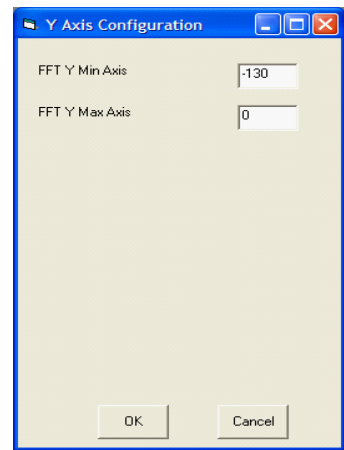 Y Axis Configuration
FFT Y Min Axis -130
FFT Y Max Axis 0
OK Cancel